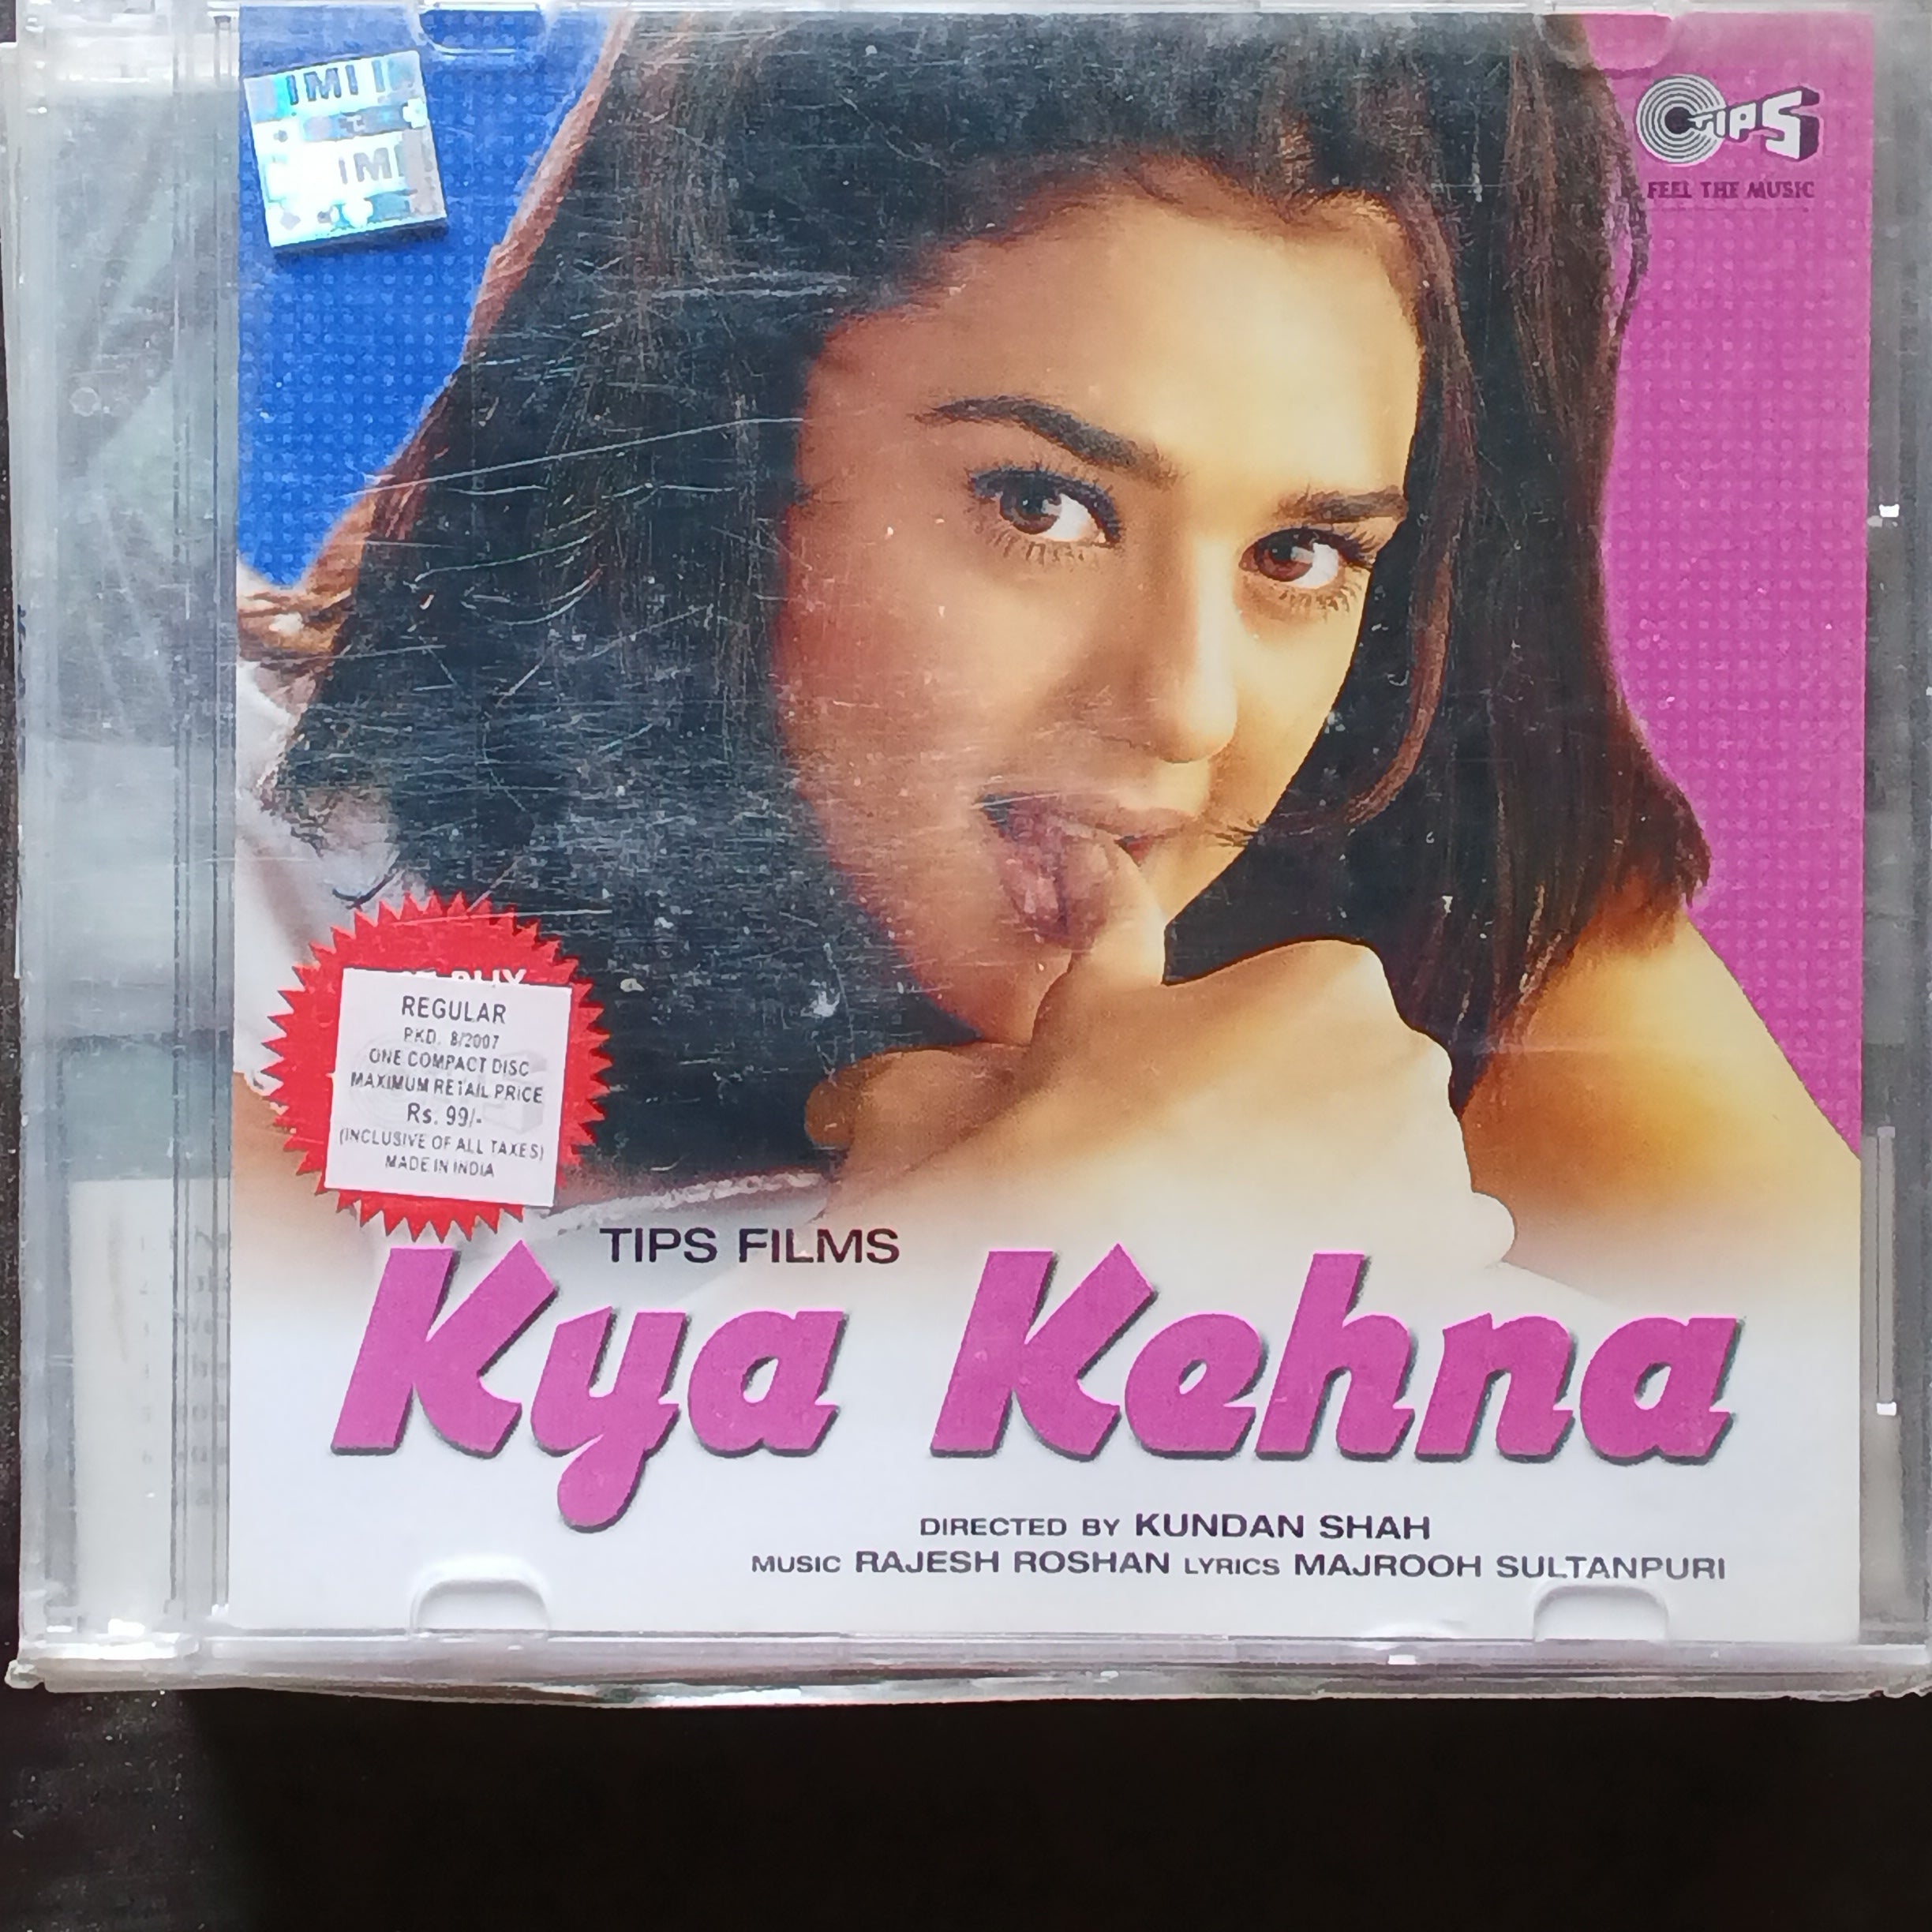 IMI
IMI
TIPS
FEEL THE MUSIC
BUY
REGULAR
PKD. 8/2007
ONE COMPACT DISC
MAXIMUM RETAIL PRICE
Rs. 99/-
(INCLUSIVE OF ALL TAXES)
MADE IN INDIA
TIPS FILMS
Kya Kehna
DIRECTED BY KUNDAN SHAH
MUSIC RAJESH ROSHAN LYRICS MAJROOH SULTANPURI